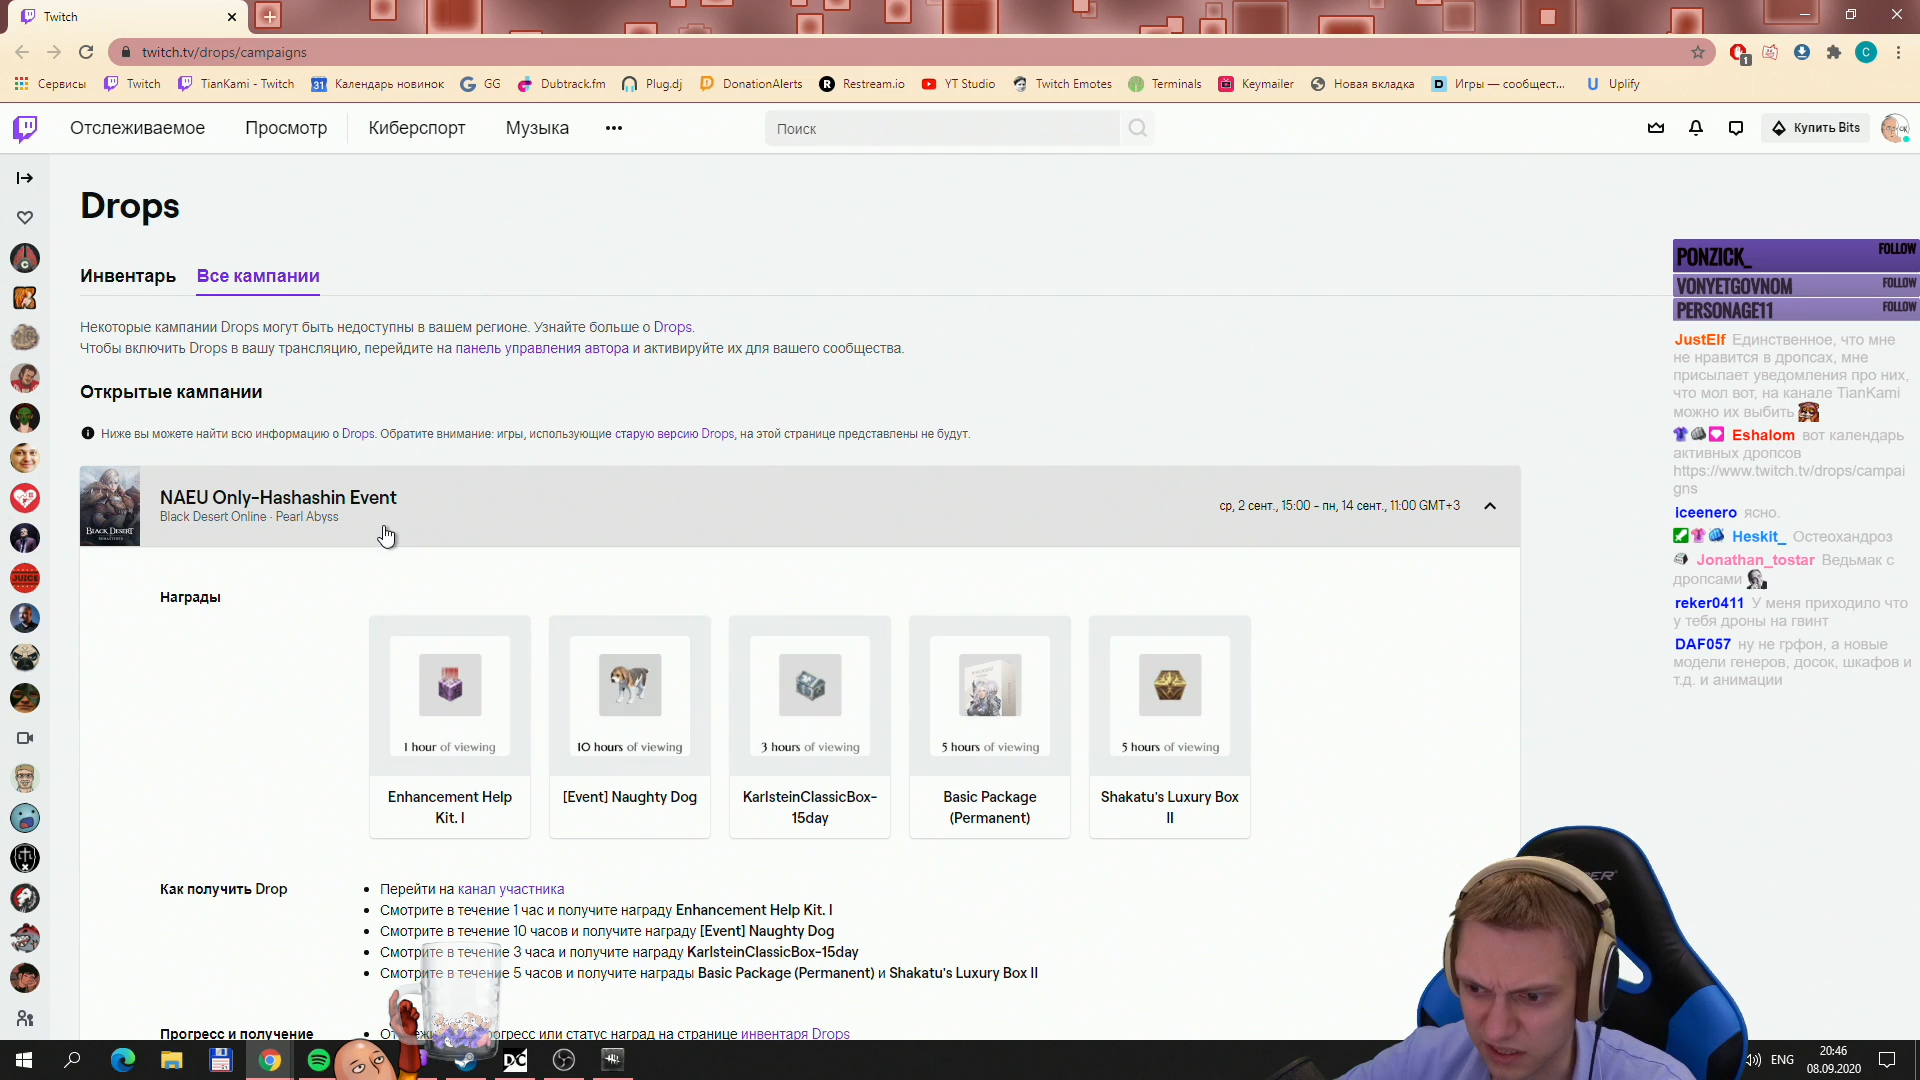 Twitch
twitch.tv/drops/campaigns
1
C
Сервисы
Twitch
TianKami - Twitch
31
Календарь новинок
GG
Dubtrack.fm
Plug.dj
DonationAlerts
Restream.io
YT Studio
Twitch Emotes
Terminals
Keymailer
Новая вкладка
Игры — сообщест...
Uplify
Отслеживаемое
Просмотр
Киберспорт
Музыка
Поиск
Купить Bits
Drops
Инвентарь
Все кампании
Некоторые кампании Drops могут быть недоступны в вашем регионе. Узнайте больше о Drops.
Чтобы включить Drops в вашу трансляцию, перейдите на панель управления автора и активируйте их для вашего сообщества.
Открытые кампании
Ниже вы можете найти всю информацию о Drops. Обратите внимание: игры, использующие старую версию Drops, на этой странице представлены не будут.
BLACK DESERT
NAEU Only-Hashashin Event
Black Desert Online · Pearl Abyss
ср, 2 сент., 15:00 – пн, 14 сент., 11:00 GMT+3
Награды
1 hour of viewing
10 hours of viewing
3 hours of viewing
5 hours of viewing
5 hours of viewing
Enhancement Help
Kit. I
[Event] Naughty Dog
KarlsteinClassicBox-
15day
Basic Package
(Permanent)
Shakatu's Luxury Box
II
Как получить Drop
Перейти на канал участника
Смотрите в течение 1 час и получите награду Enhancement Help Kit. I
Смотрите в течение 10 часов и получите награду [Event] Naughty Dog
Смотрите в течение 3 часа и получите награду KarlsteinClassicBox-15day
Смотрите в течение 5 часов и получите награды Basic Package (Permanent) и Shakatu's Luxury Box II
Прогресс и получение
или статус наград на странице инвентаря Drops
PONZICK_
FOLLOW
VONYETGOVNOM
FOLLOW
PERSONAGE11
FOLLOW
JustElf Единственное, что мне
не нравится в дропсах, мне
присылает уведомления про них,
что мол вот, на канале TianKami
можно их выбить
Eshalom вот календарь
активных дропсов
https://www.twitch.tv/drops/campai
gns
iceenero ясно.
Heskit_ Остеохандроз
Jonathan_tostar Ведьмак с
дропсами
reker0411 У меня приходило что
у тебя дроны на гвинт
DAF057 ну не грфон, а новые
модели генеров, досок, шкафов и
т.д. и анимации
JUICE
DC
ENG
20:46
08.09.2020